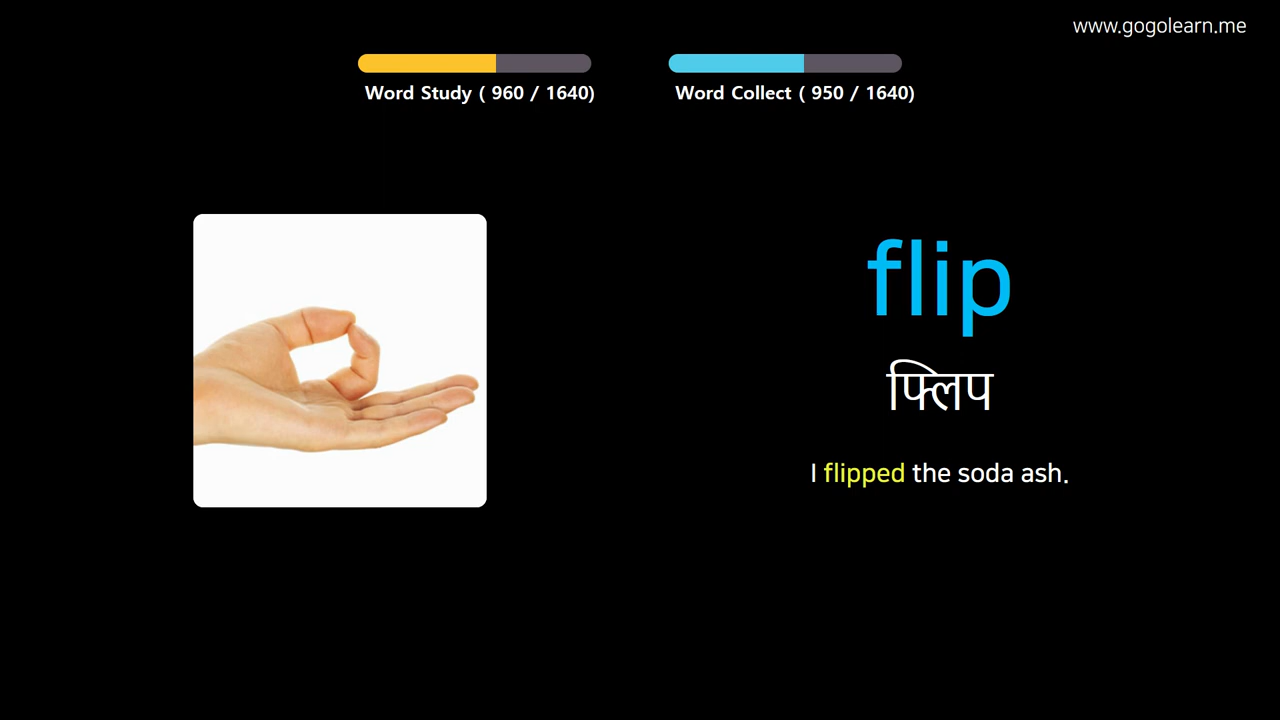 www.gogolearn.me
Word Study ( 960 / 1640)
Word Collect ( 950 / 1640)
flip
फ्लिप
I flipped the soda ash.